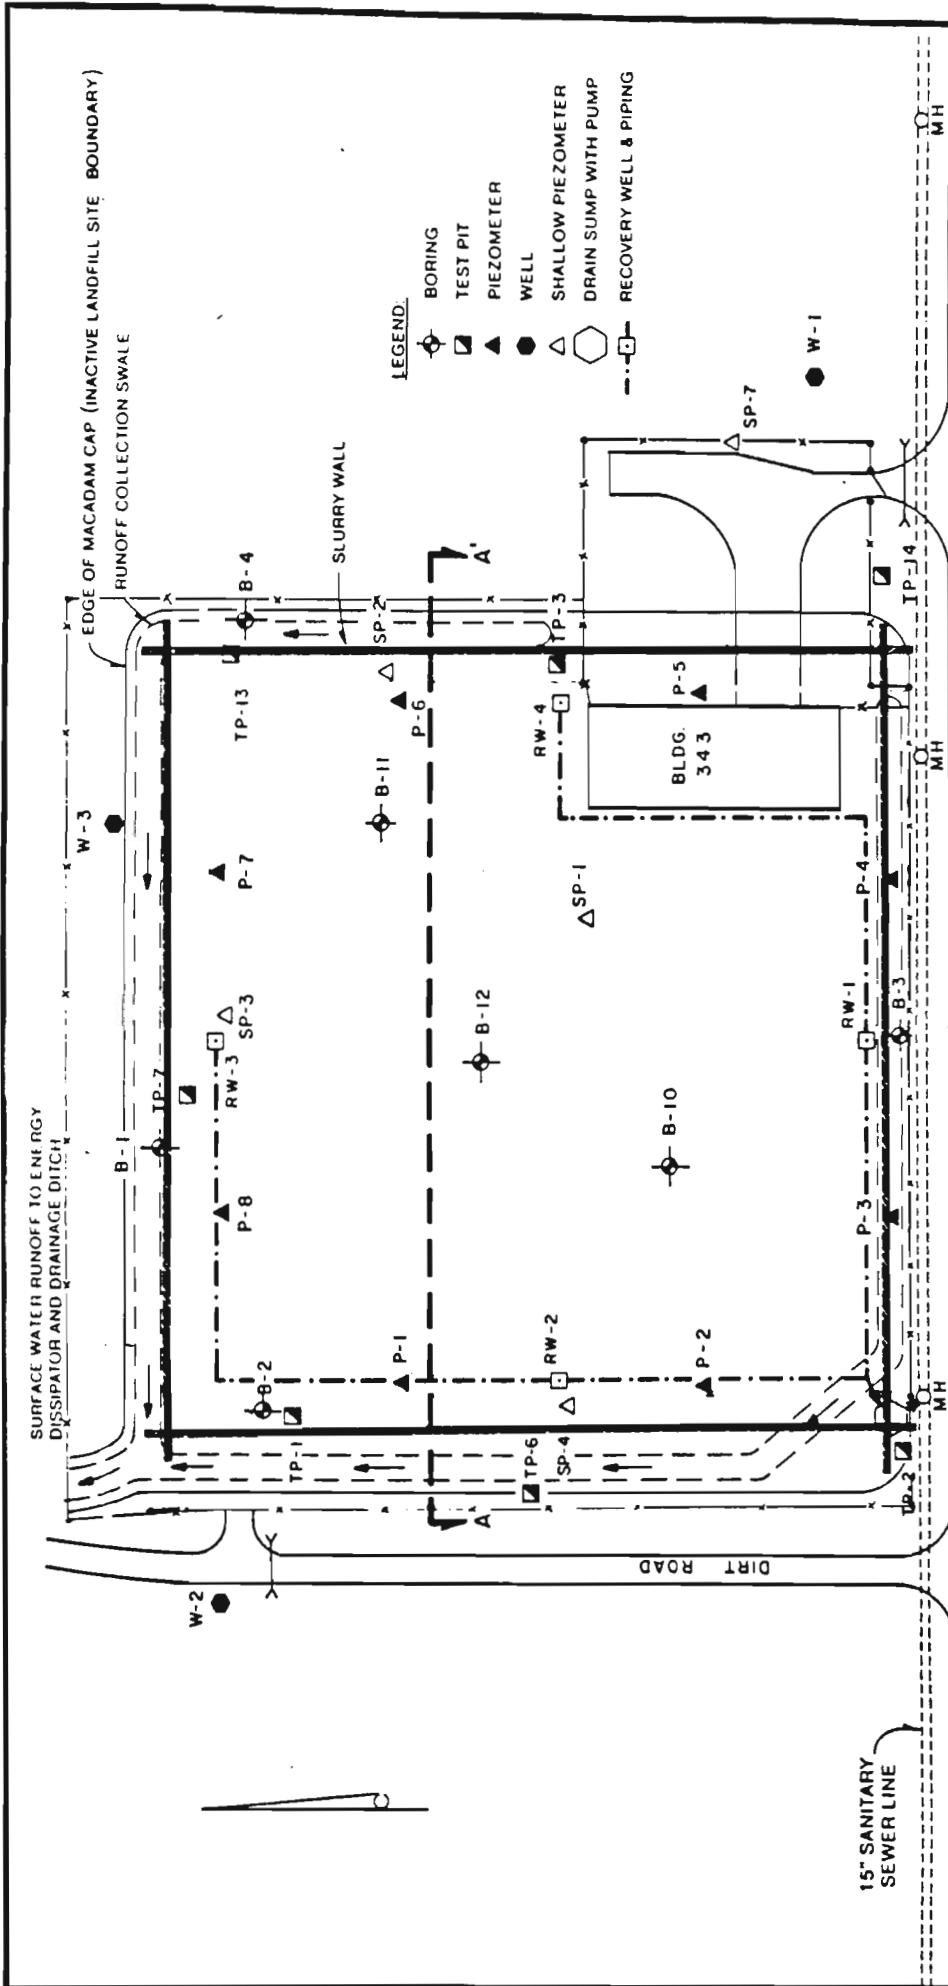 SURFACE WATER RUNOFF TO ENERGY
DISSIPATOR AND DRAINAGE DITCH
EDGE OF MACADAM CAP (INACTIVE LANDFILL SITE BOUNDARY)
RUNOFF COLLECTION SWALE
W-3
B-1
TP-7
B-4
SLURRY WALL
TP-13
SP-2
P-6
A'
TP-3
P-7
B-11
SP-3
RW-3
P-8
B-2
TP-1
P-1
B-12
SP-1
RW-4
BLDG.
343
P-5
SP-7
W-1
TP-14
RW-2
TP-6
SP-4
P-2
A
B-10
P-3
RW-1
P-4
B-3
TP-2
W-2
DIRT ROAD
MH
MH
MH
15" SANITARY
SEWER LINE
LEGEND:
BORING
TEST PIT
PIEZOMETER
WELL
SHALLOW PIEZOMETER
DRAIN SUMP WITH PUMP
RECOVERY WELL & PIPING